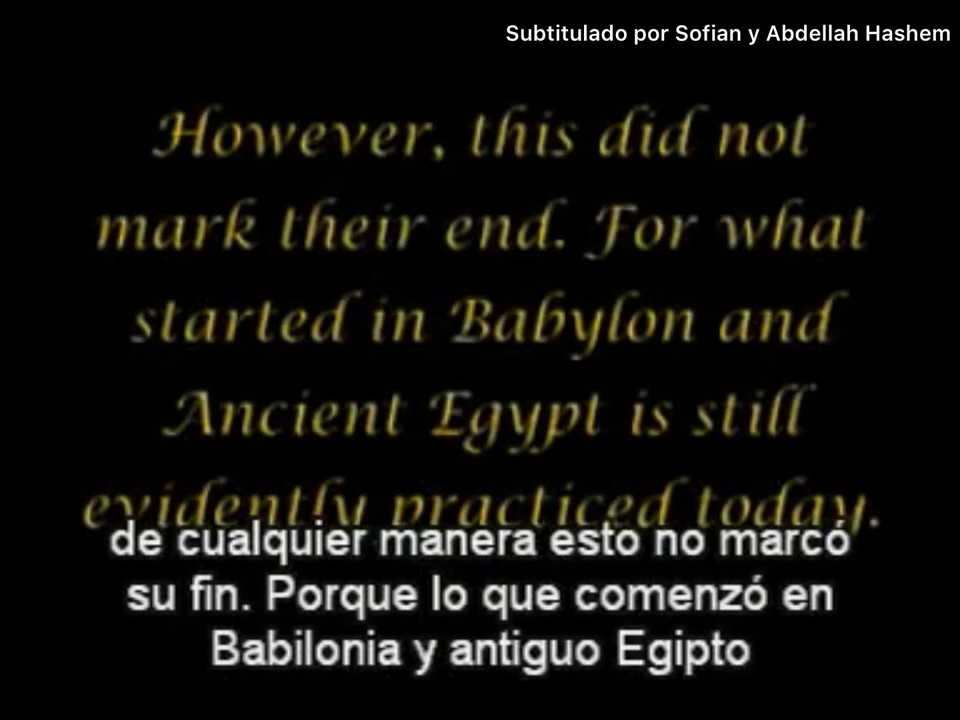 Subtitulado por Sofian y Abdellah Hashem
However, this did not
mark their end. For what
started in Babylon and
Ancient Egypt is still
evidently practiced today.
de cualquier manera esto no marcó
su fin. Porque lo que comenzó en
Babilonia y antiguo Egipto